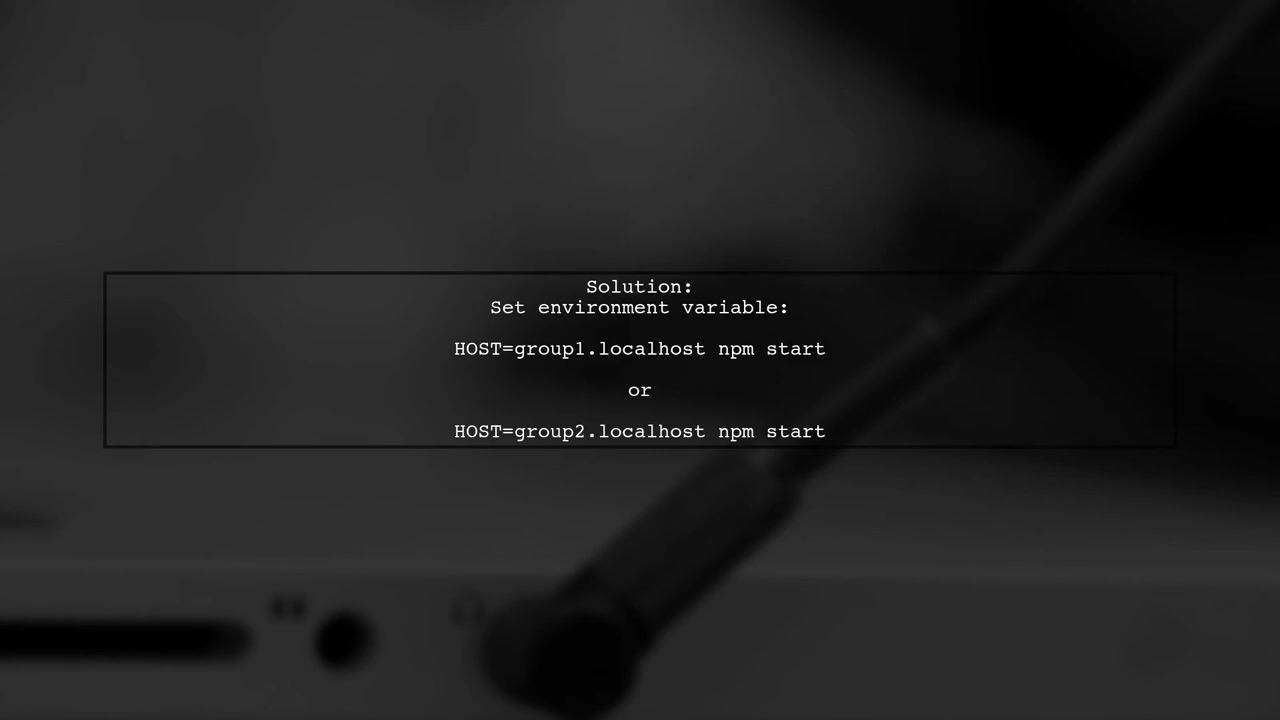 Solution:
Set environment variable:
HOST=group1.localhost npm start
or
HOST=group2.localhost npm start